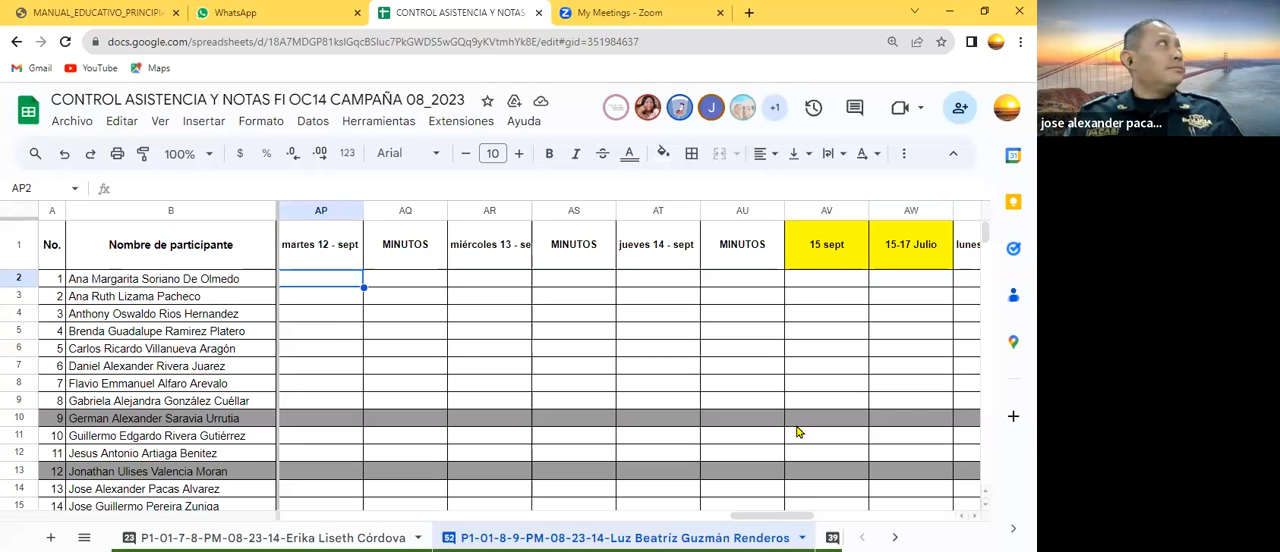 MANUAL_EDUCATIVO_PRINCIPI
WhatsApp
CONTROL ASISTENCIA Y NOTAS
My Meetings - Zoom
docs.google.com/spreadsheets/d/18A7MDGP81ksIGqcBSluc7PkGWDS5wGQq9yKVtmhYk8E/edit#gid=351984637
Gmail YouTube Maps
CONTROL ASISTENCIA Y NOTAS FI OC14 CAMPAÑA 08_2023
J
+1
Archivo Editar Ver Insertar Formato Datos Herramientas Extensiones Ayuda
100% $ % .0 .00 123 Arial - 10 + B I S A
AP2 fx
A B AP AQ AR AS AT AU AV AW
1 No. Nombre de participante martes 12 - sept MINUTOS miércoles 13 - se MINUTOS jueves 14 - sept MINUTOS 15 sept 15-17 Julio lunes
2 1 Ana Margarita Soriano De Olmedo
3 2 Ana Ruth Lizama Pacheco
4 3 Anthony Oswaldo Rios Hernandez
5 4 Brenda Guadalupe Ramirez Platero
6 5 Carlos Ricardo Villanueva Aragón
7 6 Daniel Alexander Rivera Juarez
8 7 Flavio Emmanuel Alfaro Arevalo
9 8 Gabriela Alejandra González Cuéllar
10 9 German Alexander Saravia Urrutia
11 10 Guillermo Edgardo Rivera Gutiérrez
12 11 Jesus Antonio Artiaga Benitez
13 12 Jonathan Ulises Valencia Moran
14 13 Jose Alexander Pacas Alvarez
15 14 Jose Guillermo Pereira Zuniga
23 P1-01-7-8-PM-08-23-14-Erika Liseth Córdova
52 P1-01-8-9-PM-08-23-14-Luz Beatríz Guzmán Renderos
39
31
jose alexander paca...
PACAS